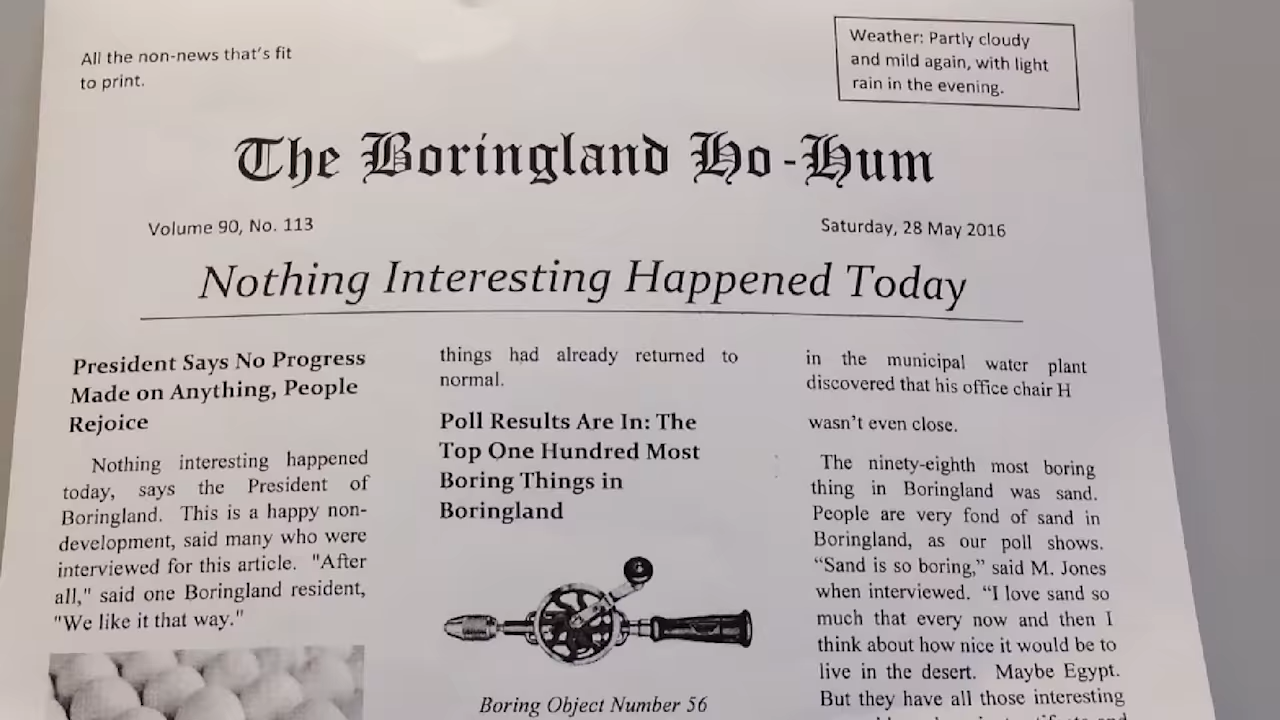 All the non-news that's fit
to print.
Weather: Partly cloudy
and mild again, with light
rain in the evening.
The Boringland Ho-Hum
Volume 90, No. 113
Saturday, 28 May 2016
Nothing Interesting Happened Today
President Says No Progress
Made on Anything, People
Rejoice
Nothing interesting happened
today, says the President of
Boringland. This is a happy non-
development, said many who were
interviewed for this article. "After
all," said one Boringland resident,
"We like it that way."
things had already returned to
normal.
Poll Results Are In: The
Top One Hundred Most
Boring Things in
Boringland
Boring Object Number 56
in the municipal water plant
discovered that his office chair H
wasn't even close.
The ninety-eighth most boring
thing in Boringland was sand.
People are very fond of sand in
Boringland, as our poll shows.
“Sand is so boring,” said M. Jones
when interviewed. “I love sand so
much that every now and then I
think about how nice it would be to
live in the desert. Maybe Egypt.
But they have all those interesting